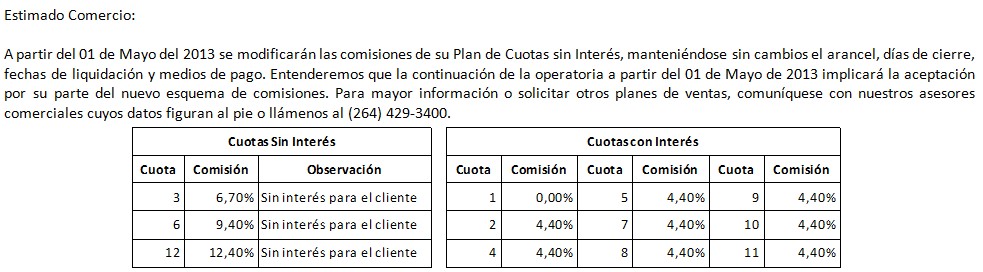 Estimado Comercio:
A partir del 01 de Mayo del 2013 se modificarán las comisiones de su Plan de Cuotas sin Interés, manteniéndose sin cambios el arancel, días de cierre,
fechas de liquidación y medios de pago. Entenderemos que la continuación de la operatoria a partir del 01 de Mayo de 2013 implicará la aceptación
por su parte del nuevo esquema de comisiones. Para mayor información o solicitar otros planes de ventas, comuníquese con nuestros asesores
comerciales cuyos datos figuran al pie o llámenos al (264) 429-3400.
Cuotas Sin Interés
Cuota Comisión Observación
3 6,70% Sin interés para el cliente
6 9,40% Sin interés para el cliente
12 12,40% Sin interés para el cliente
Cuotas con Interés
Cuota Comisión Cuota Comisión Cuota Comisión
1 0,00% 5 4,40% 9 4,40%
2 4,40% 7 4,40% 10 4,40%
4 4,40% 8 4,40% 11 4,40%